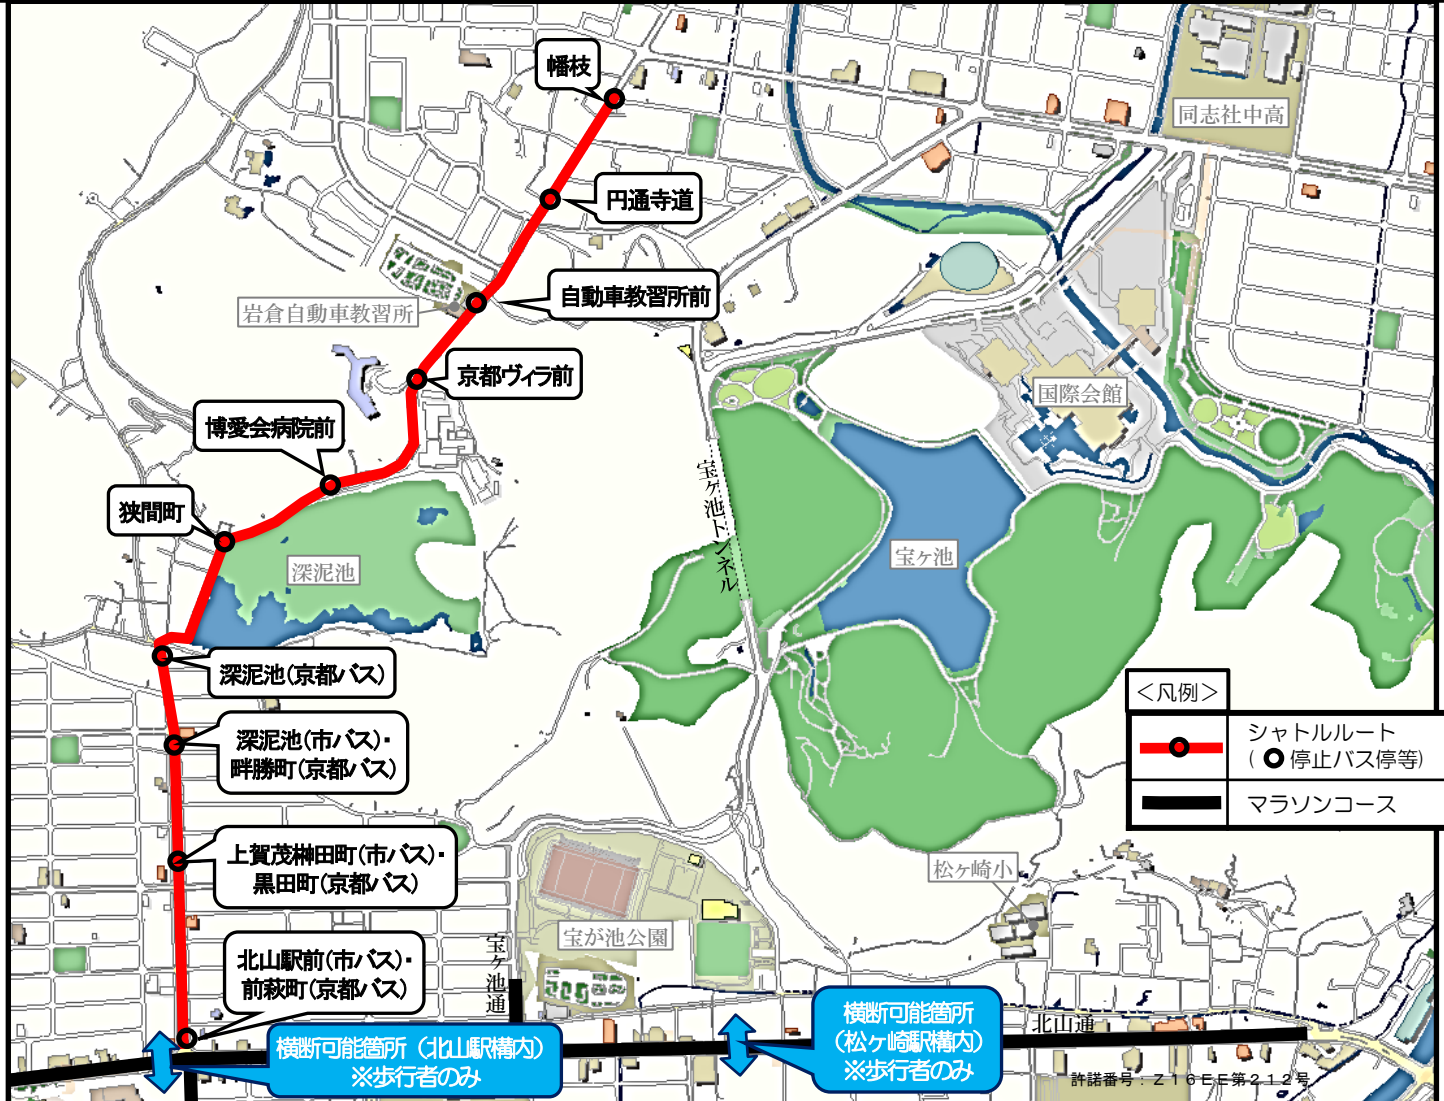 幡枝
同志社中高
円通寺道
自動車教習所前
岩倉自動車教習所
京都ヴィラ前
国際会館
博愛会病院前
宝ヶ池トンネル
狭間町
宝ヶ池
深泥池
深泥池(京都バス)
<凡例>
シャトルルート
(停止バス停等)
マラソンコース
深泥池(市バス)・
畔勝町(京都バス)
上賀茂榊田町(市バス)・
黒田町(京都バス)
松ヶ崎小
宝が池公園
宝ヶ池通
北山駅前(市バス)・
前萩町(京都バス)
北山通
横断可能箇所(北山駅構内)
※歩行者のみ
横断可能箇所
(松ヶ崎駅構内)
※歩行者のみ
許諾番号:Z16EE第212号